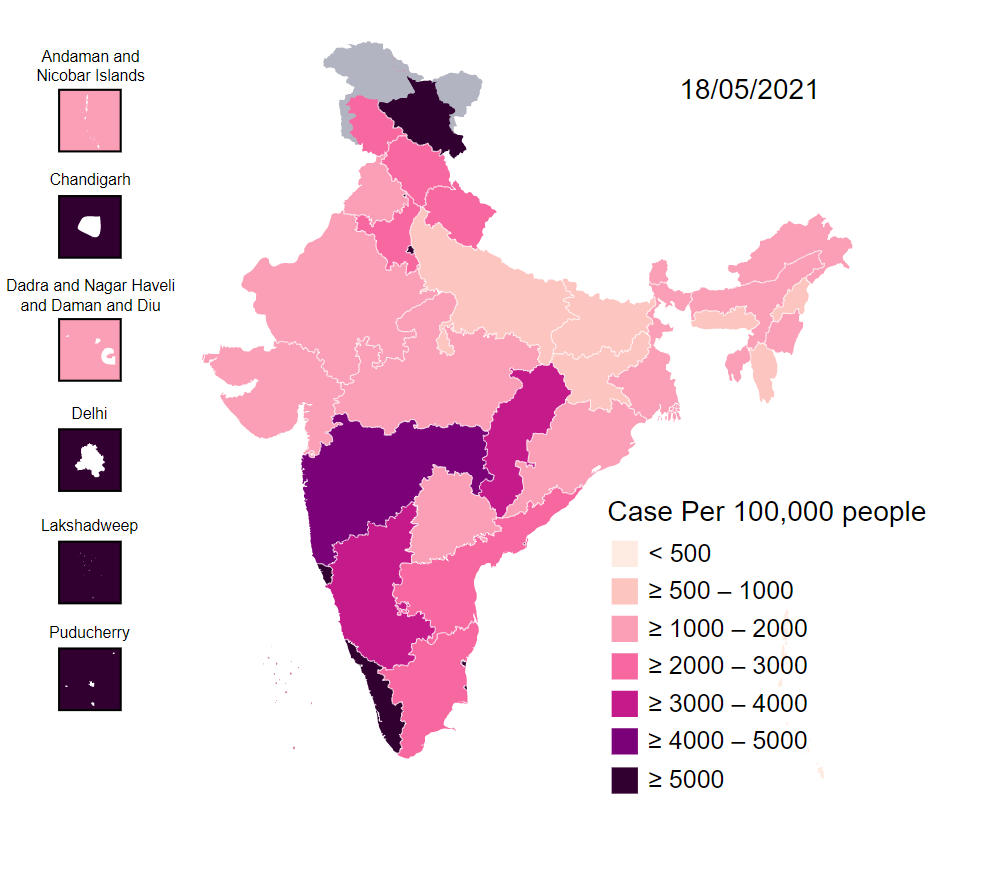 Andaman and
Nicobar Islands
18/05/2021
Chandigarh
Dadra and Nagar Haveli
and Daman and Diu
Delhi
Lakshadweep
Puducherry
Case Per 100,000 people
< 500
≥ 500 – 1000
≥ 1000 – 2000
≥ 2000 – 3000
≥ 3000 – 4000
≥ 4000 – 5000
≥ 5000